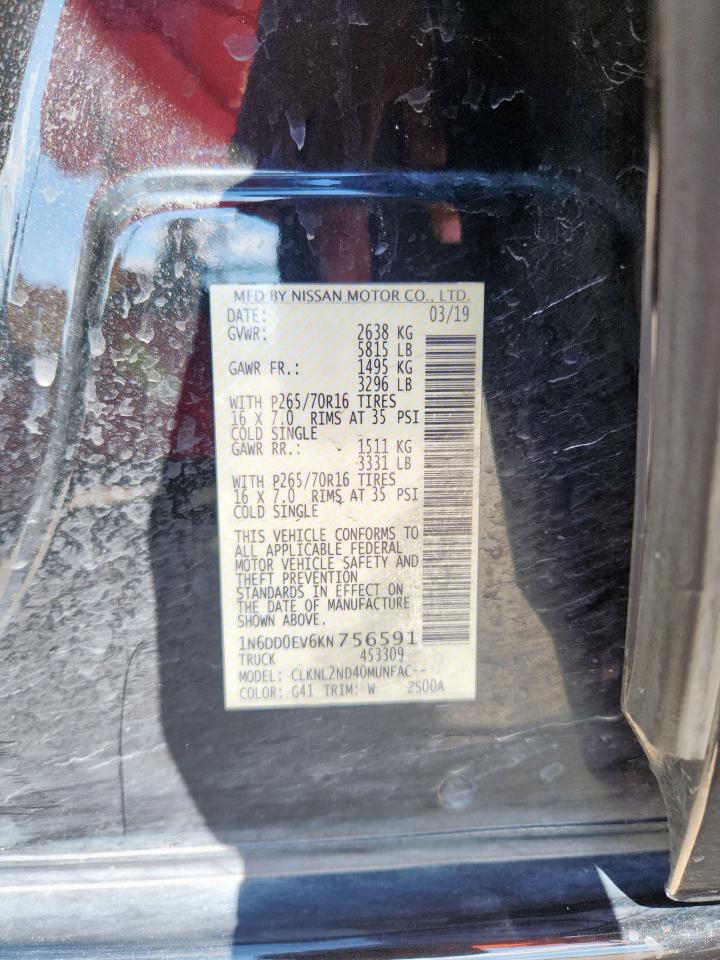 MFD BY NISSAN MOTOR CO., LTD.
DATE: 03/19
GVWR: 2638 KG
5815 LB
GAWR FR.: 1495 KG
3296 LB
WITH P265/70R16 TIRES
16 X 7.0 RIMS AT 35 PSI
COLD SINGLE
GAWR RR.: 1511 KG
3331 LB
WITH P265/70R16 TIRES
16 X 7.0 RIMS AT 35 PSI
COLD SINGLE
THIS VEHICLE CONFORMS TO
ALL APPLICABLE FEDERAL
MOTOR VEHICLE SAFETY AND
THEFT PREVENTION
STANDARDS IN EFFECT ON
THE DATE OF MANUFACTURE
SHOWN ABOVE.
1N6DD0EV6KN756591
TRUCK 453309
MODEL: CLKNL2ND40MUNFAC--
COLOR: G41 TRIM: W ZS00A